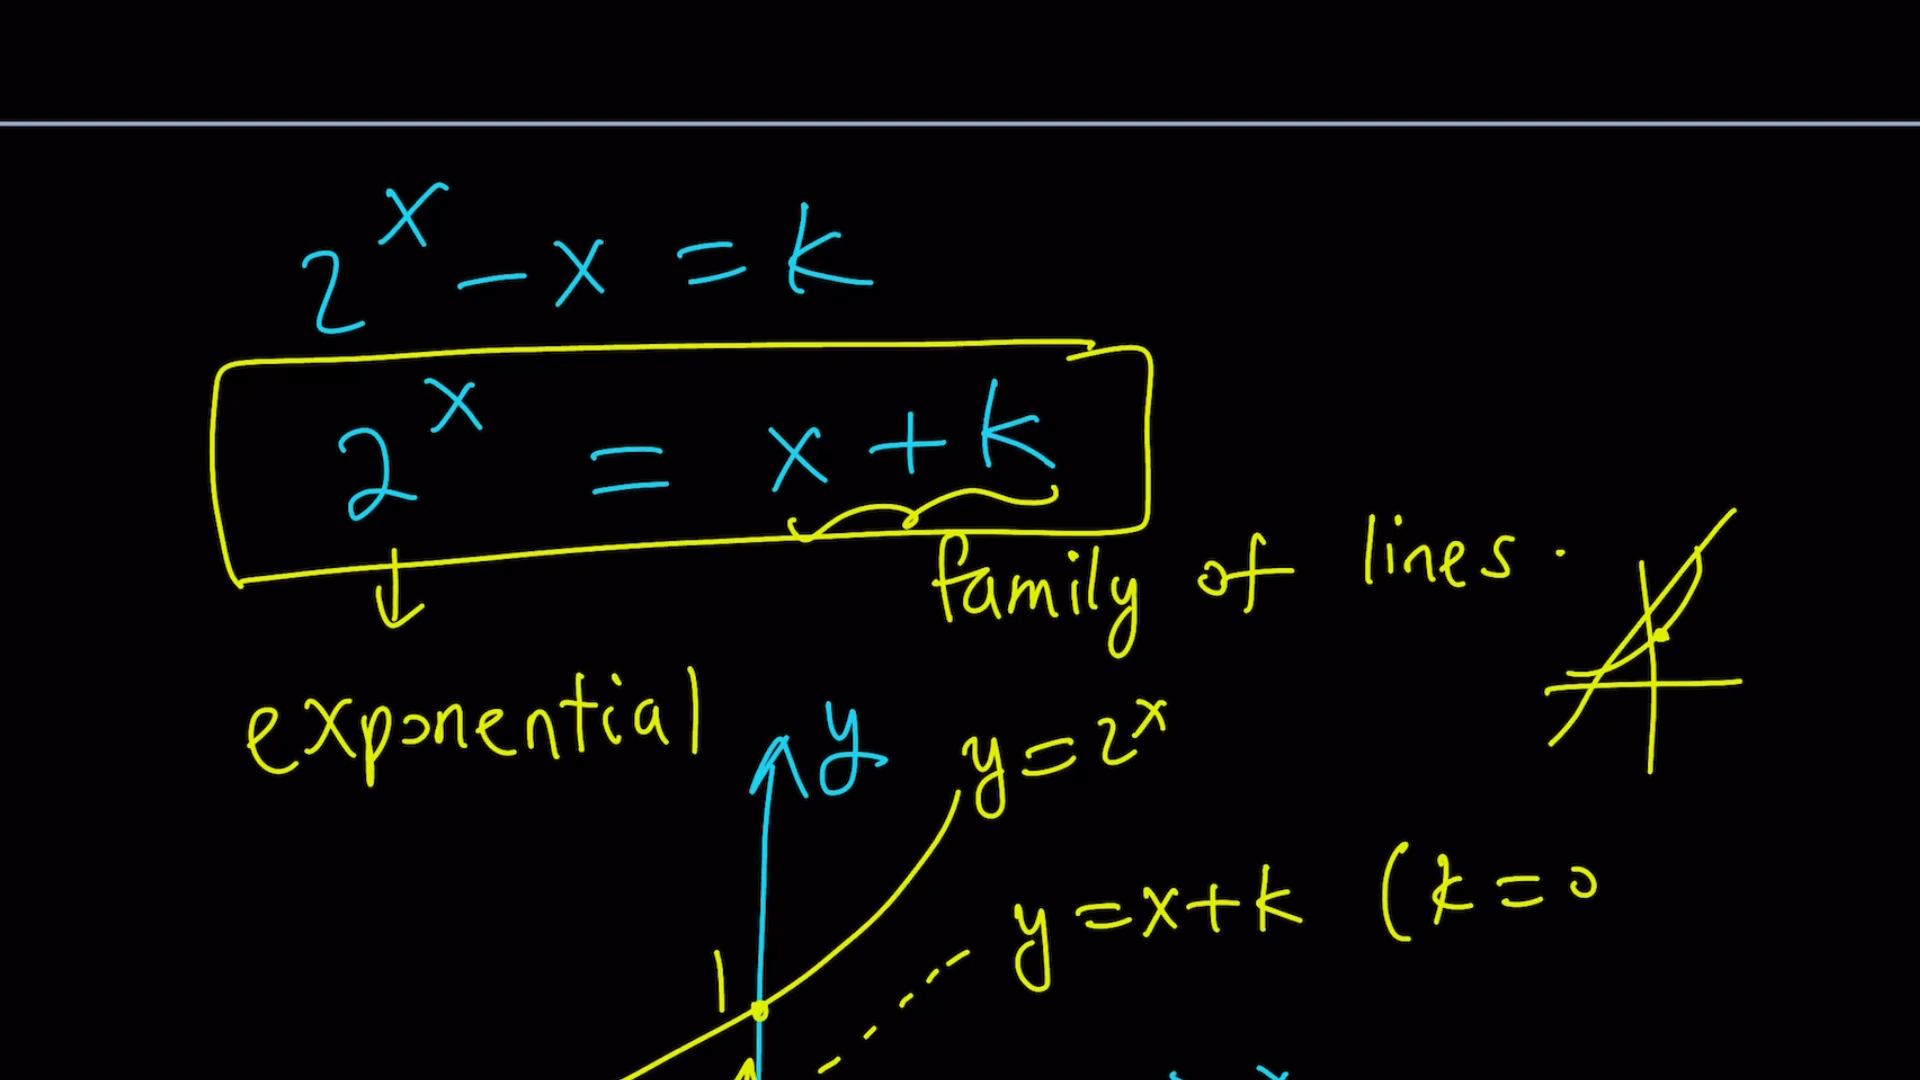 2^x - x = k
2^x = x + k
family of lines.
exponential
y
y = 2^x
y = x + k (k = 0
1